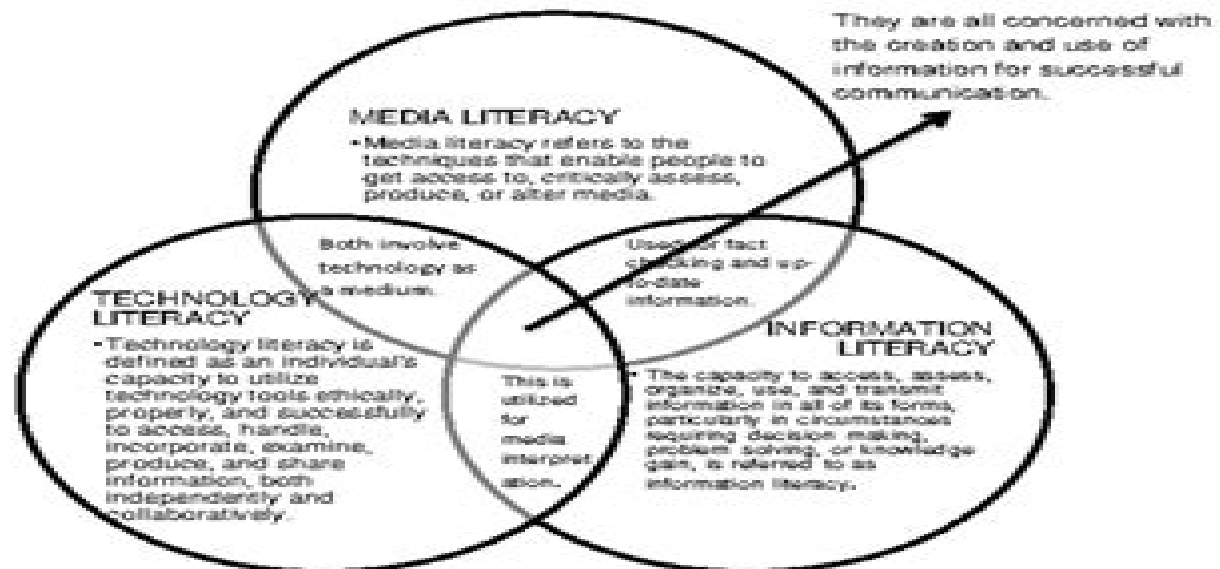 They are all concerned with
the creation and use of
information for successful
communication.
MEDIA LITERACY
•Media literacy refers to the
techniques that enable people to
get access to, critically assess,
produce, or alter media.
Both involve
technology as
a medium.
Used for fact
checking and up-
to-date
information
TECHNOLOGY
LITERACY
•Technology literacy is
defined as an individual's
capacity to utilize
technology tools ethically,
properly, and successfully
to access, handle,
incorporate, examine,
produce, and share
information, both
independently and
collaboratively.
This is
utilized
for
media
interpret
ation.
INFORMATION
LITERACY
• The capacity to access, assess,
organize, use, and transmit
information in all of its forms,
particularly in circumstances
requiring decision making,
problem solving, or knowledge
gain, is referred to as
information literacy.